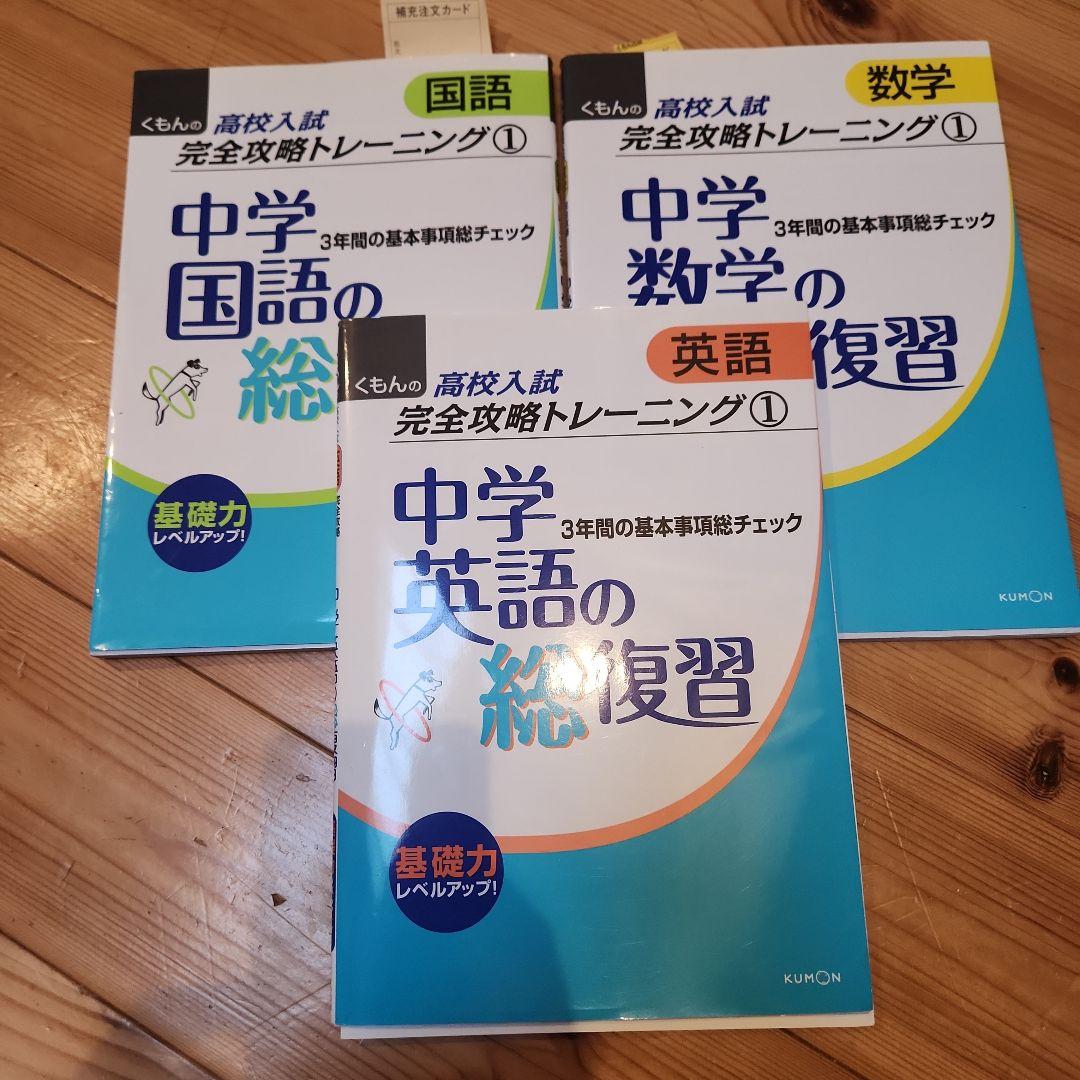 補充注文カード
国語
くもんの
高校入試
完全攻略トレーニング①
中学
3年間の基本事項総チェック
国語の
総
基礎力
レベルアップ!
数学
くもんの
高校入試
完全攻略トレーニング①
中学
3年間の基本事項総チェック
数学の
復習
KUMON
英語
くもんの
高校入試
完全攻略トレーニング①
中学
3年間の基本事項総チェック
英語の
総復習
基礎力
レベルアップ!
KUMON